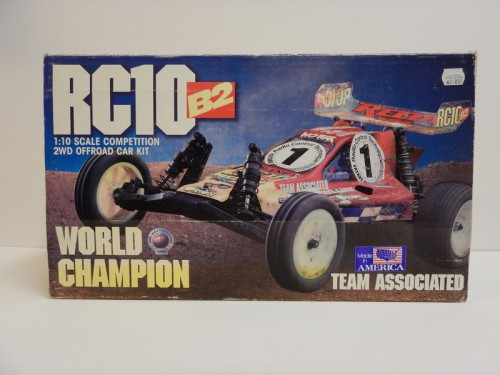 RC10
B2
1:10 SCALE COMPETITION
2WD OFFROAD CAR KIT
REEDY
RC10
1
1
TEAM ASSOCIATED
WORLD
CHAMPION
Made in
AMERICA
TEAM ASSOCIATED